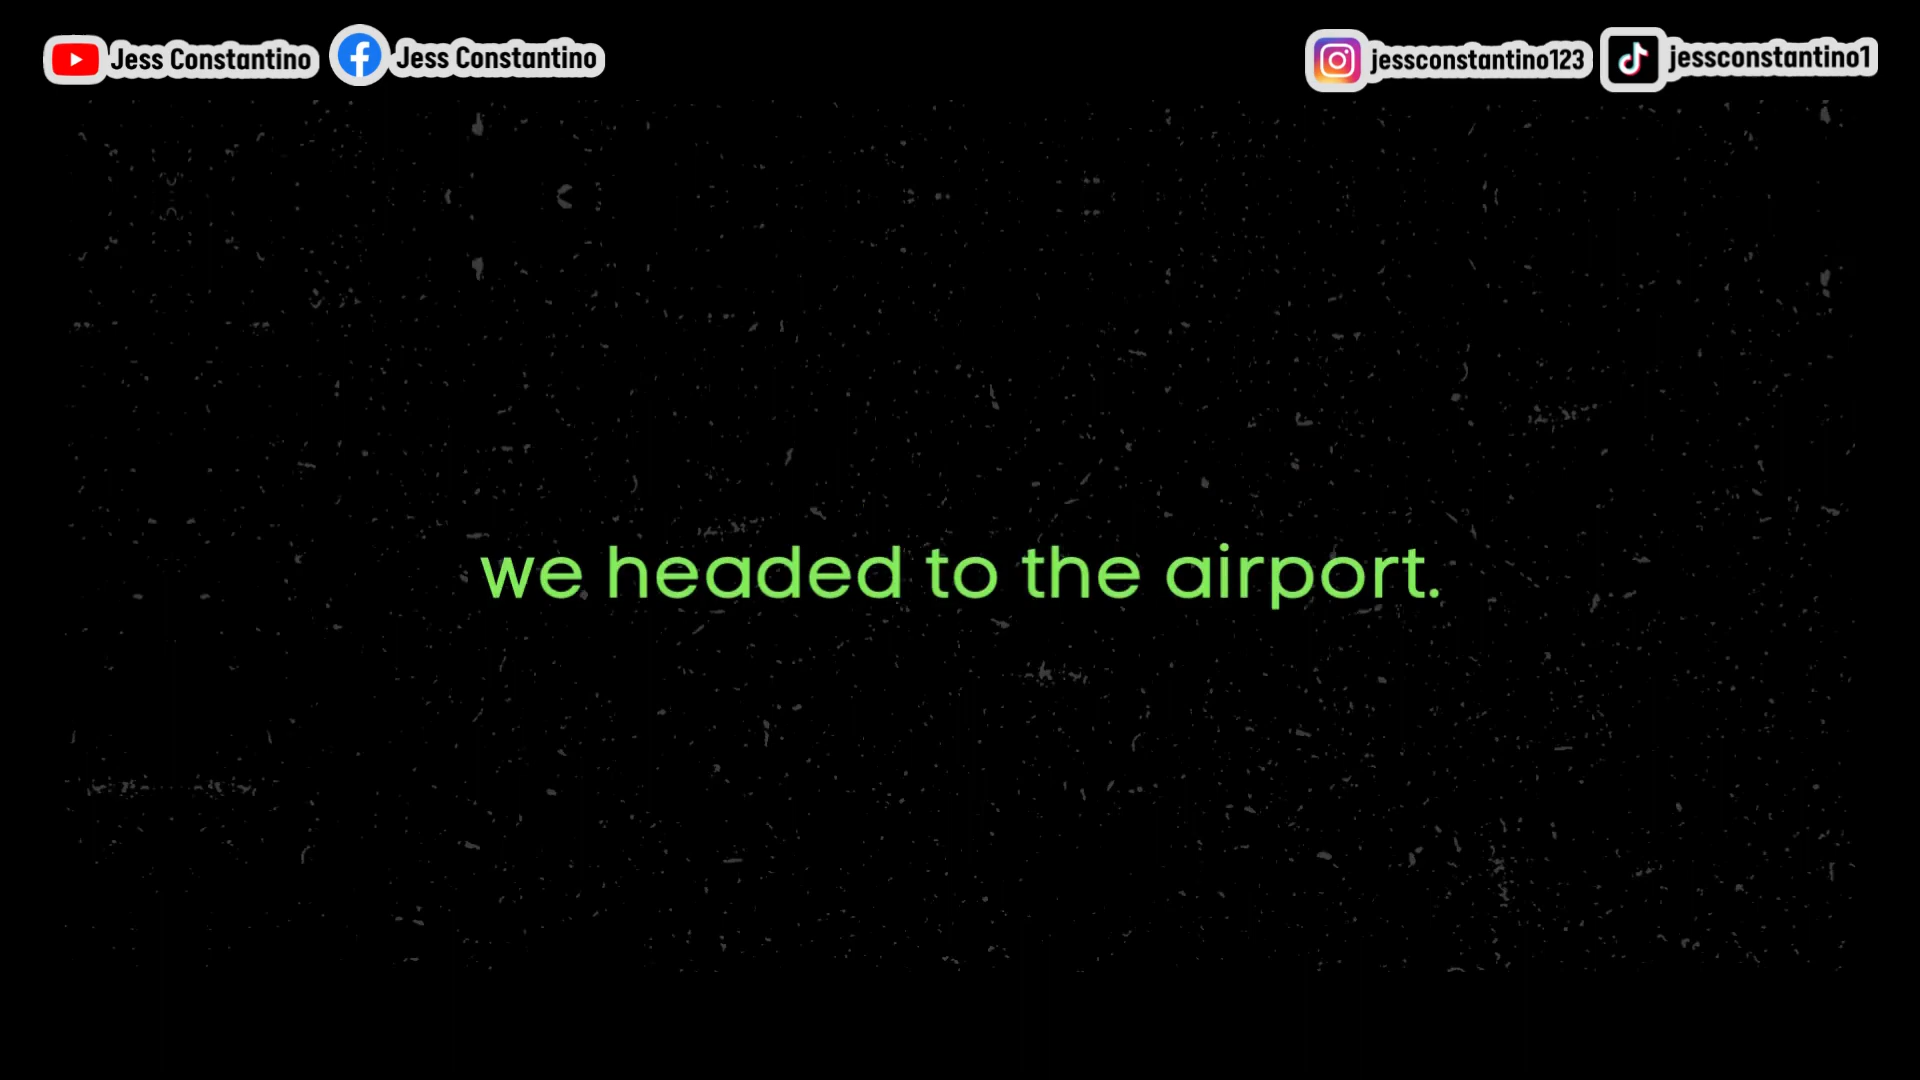 Jess Constantino
Jess Constantino
jessconstantino123
jessconstantino1
we headed to the airport.